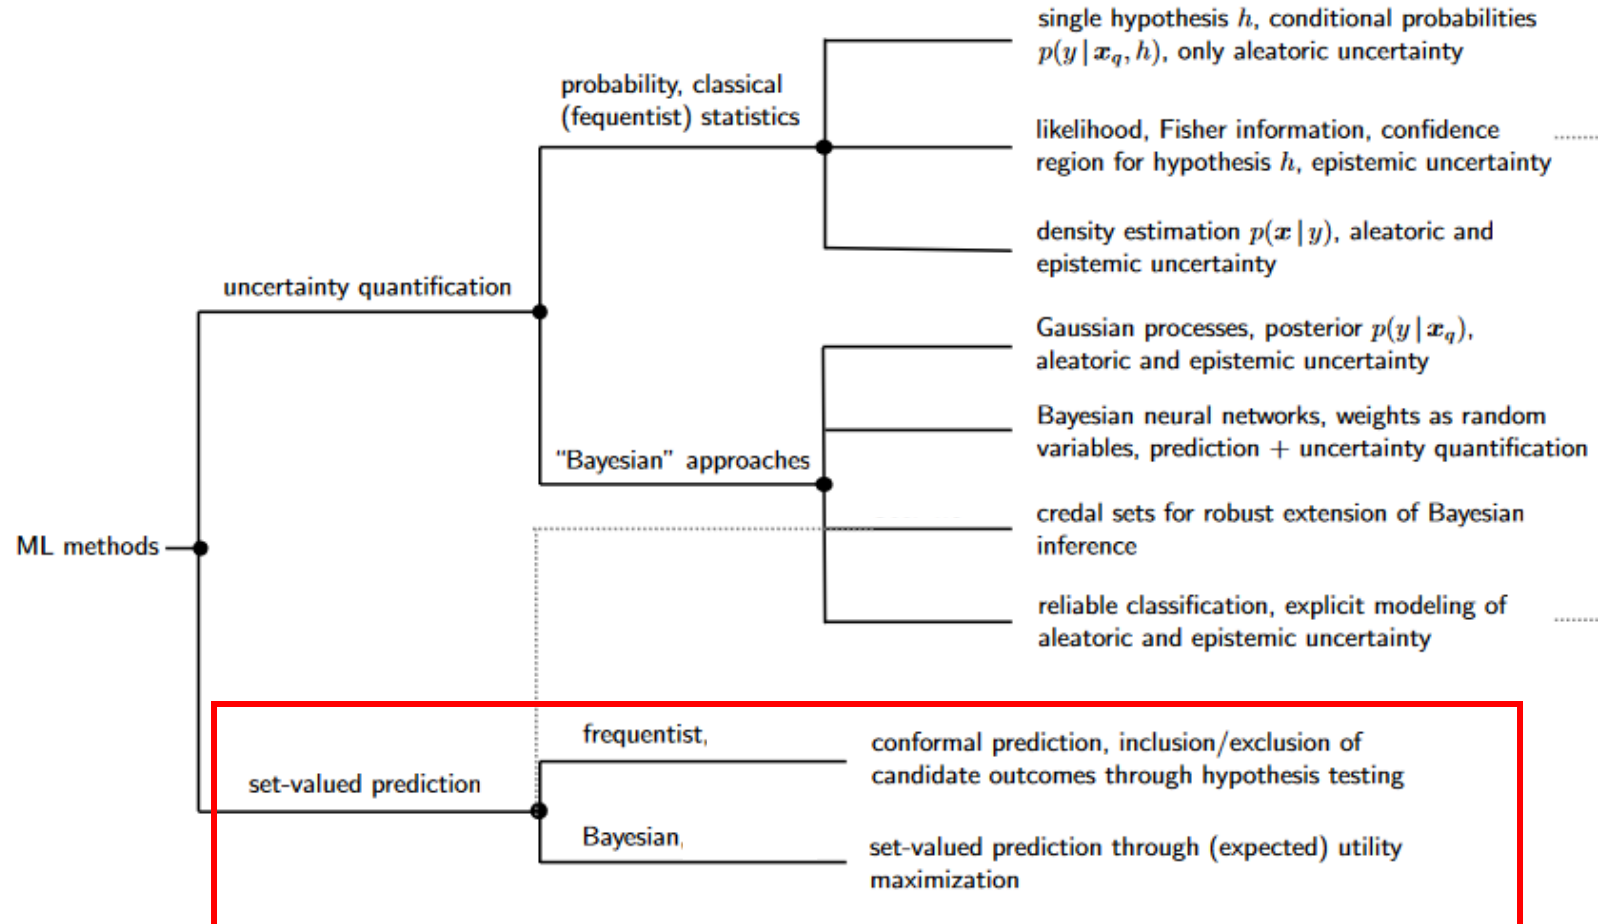 single hypothesis h, conditional probabilities
p(y | x_q, h), only aleatoric uncertainty
probability, classical
(fequentist) statistics
likelihood, Fisher information, confidence
region for hypothesis h, epistemic uncertainty
density estimation p(x | y), aleatoric and
epistemic uncertainty
uncertainty quantification
Gaussian processes, posterior p(y | x_q),
aleatoric and epistemic uncertainty
Bayesian neural networks, weights as random
variables, prediction + uncertainty quantification
"Bayesian" approaches
credal sets for robust extension of Bayesian
inference
ML methods
reliable classification, explicit modeling of
aleatoric and epistemic uncertainty
frequentist,
conformal prediction, inclusion/exclusion of
candidate outcomes through hypothesis testing
set-valued prediction
Bayesian,
set-valued prediction through (expected) utility
maximization